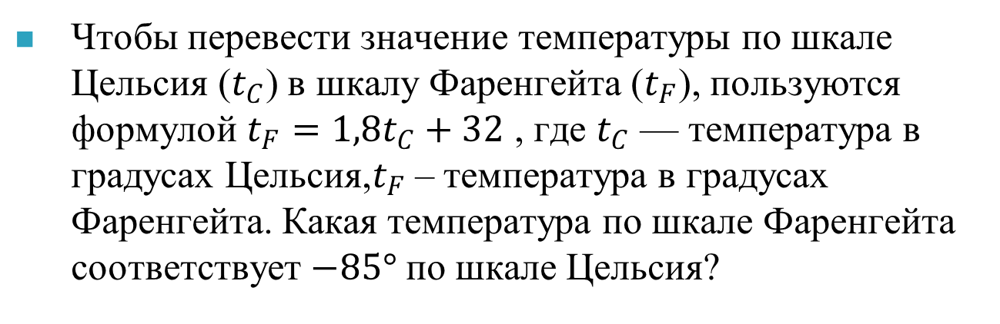 Чтобы перевести значение температуры по шкале
Цельсия (t_C) в шкалу Фаренгейта (t_F), пользуются
формулой t_F = 1,8t_C + 32 , где t_C — температура в
градусах Цельсия,t_F – температура в градусах
Фаренгейта. Какая температура по шкале Фаренгейта
соответствует −85° по шкале Цельсия?